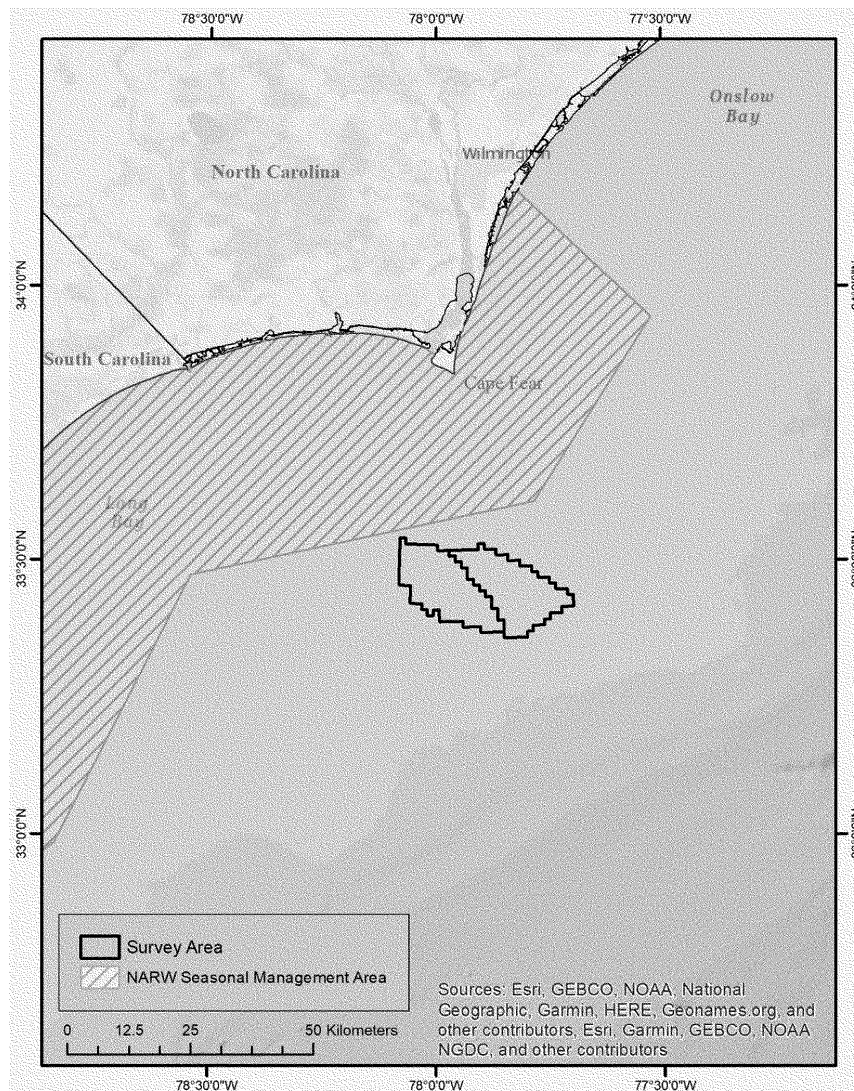 78°30'0"W 78°0'0"W 77°30'0"W
Onslow
Bay
Wilmington
North Carolina
34°0'0"N
South Carolina
Cape Fear
Long
Bay
33°30'0"N
33°0'0"N
Survey Area
NARW Seasonal Management Area
Sources: Esri, GEBCO, NOAA, National
Geographic, Garmin, HERE, Geonames.org, and
other contributors, Esri, Garmin, GEBCO, NOAA
NGDC, and other contributors
0 12.5 25 50 Kilometers
78°30'0"W 78°0'0"W 77°30'0"W